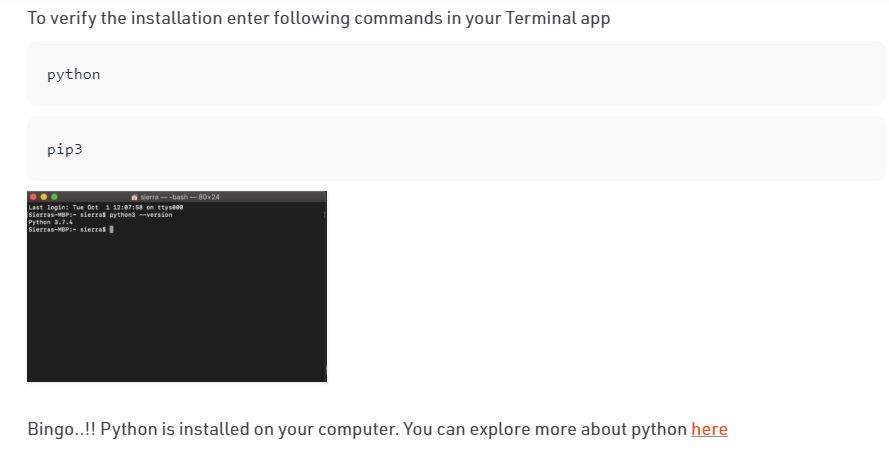 To verify the installation enter following commands in your Terminal app
python
pip3
sierra — -bash — 80×24
Last login: Tue Oct  1 12:07:58 on ttys000
Sierras-MBP:~ sierra$ python3 --version
Python 3.7.4
Sierras-MBP:~ sierra$
Bingo..!! Python is installed on your computer. You can explore more about python here